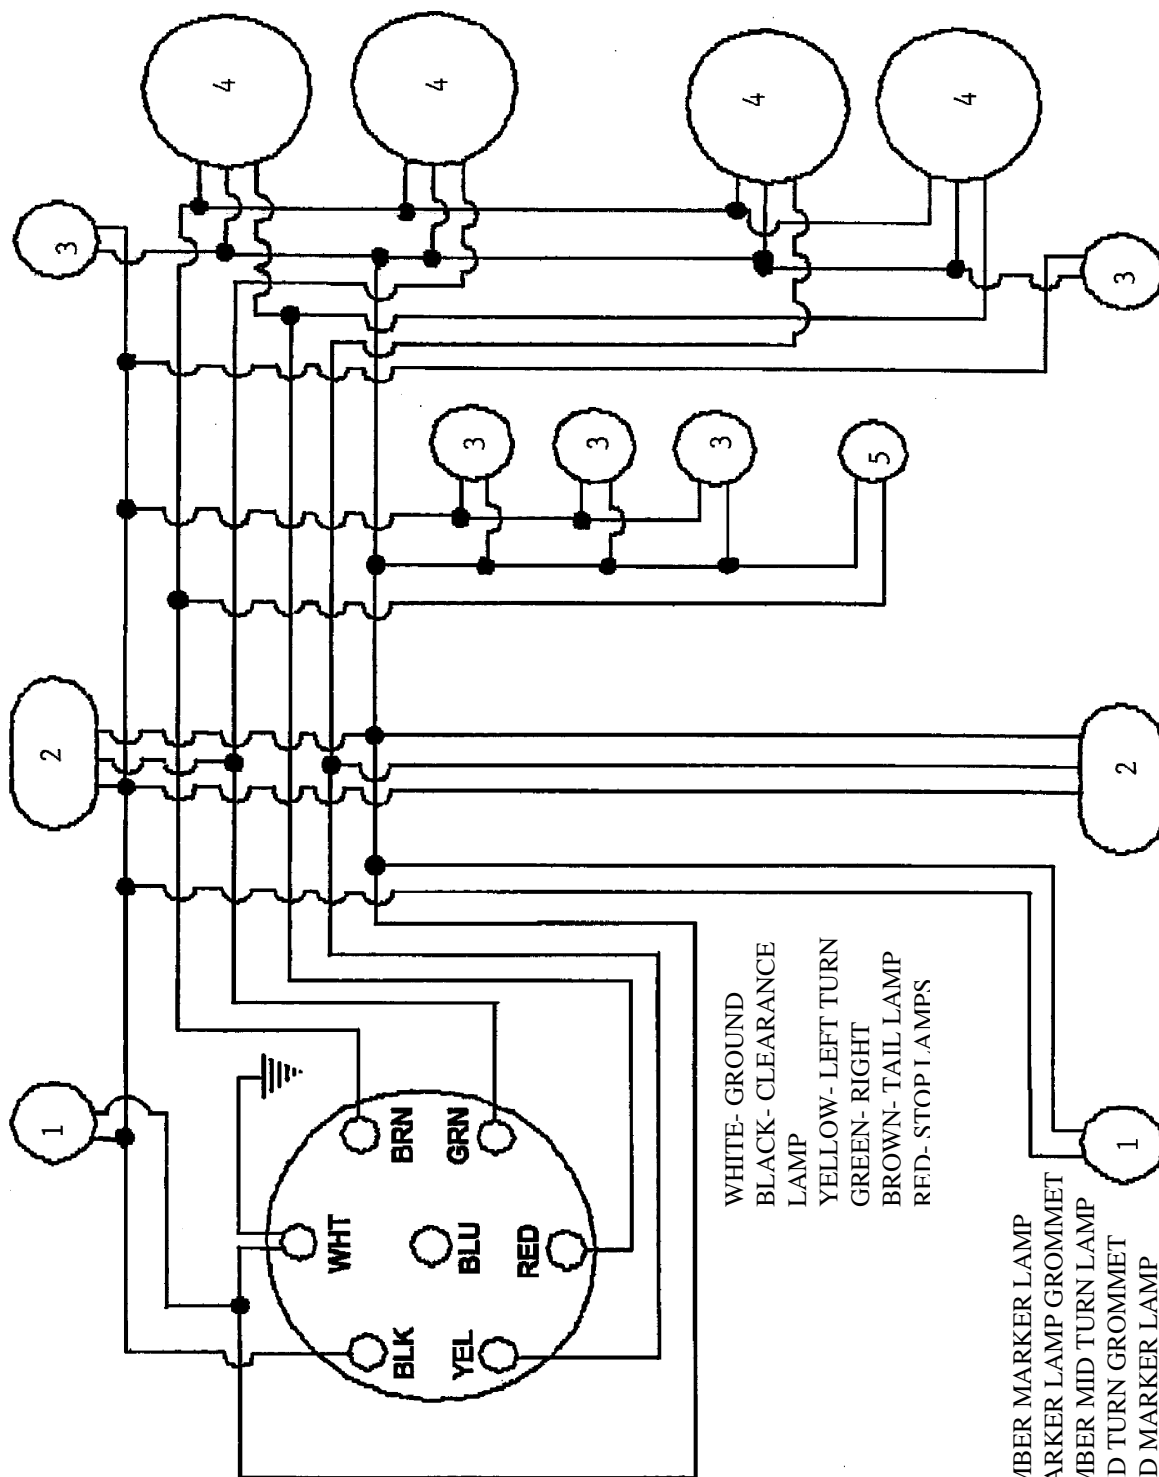 4
4
4
4
3
3
3
3
3
5
2
2
1
1
BRN
GRN
WHT
BLU
RED
BLK
YEL
WHITE- GROUND
BLACK- CLEARANCE
LAMP
YELLOW- LEFT TURN
GREEN- RIGHT
BROWN- TAIL LAMP
RED- STOP LAMPS
MARKER LAMP
LAMP GROMMET
MID TURN LAMP
TURN GROMMET
MARKER LAMP